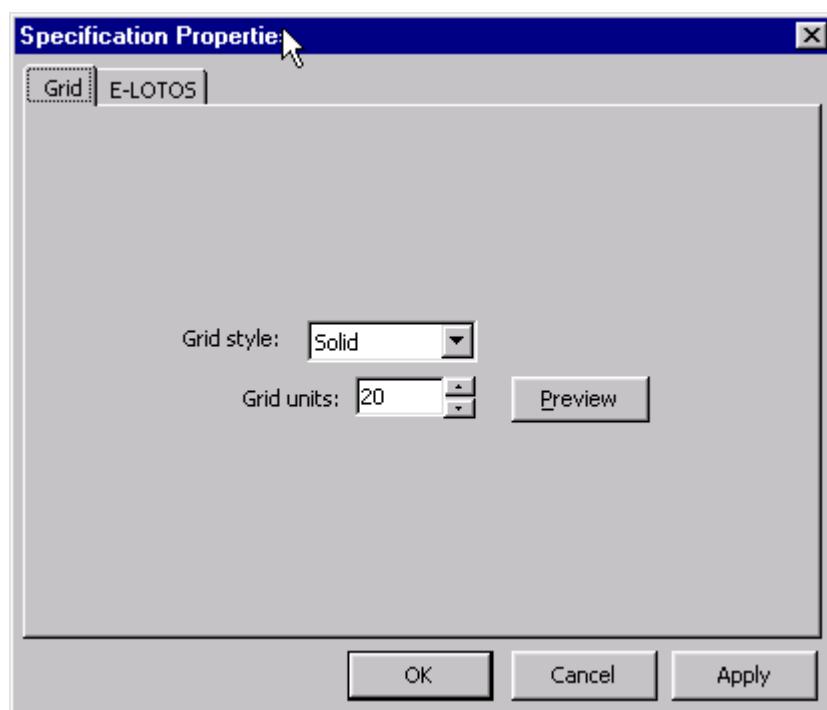 Specification Propertie
Grid E-LOTOS
Grid style: Solid
Grid units: 20 Preview
OK Cancel Apply